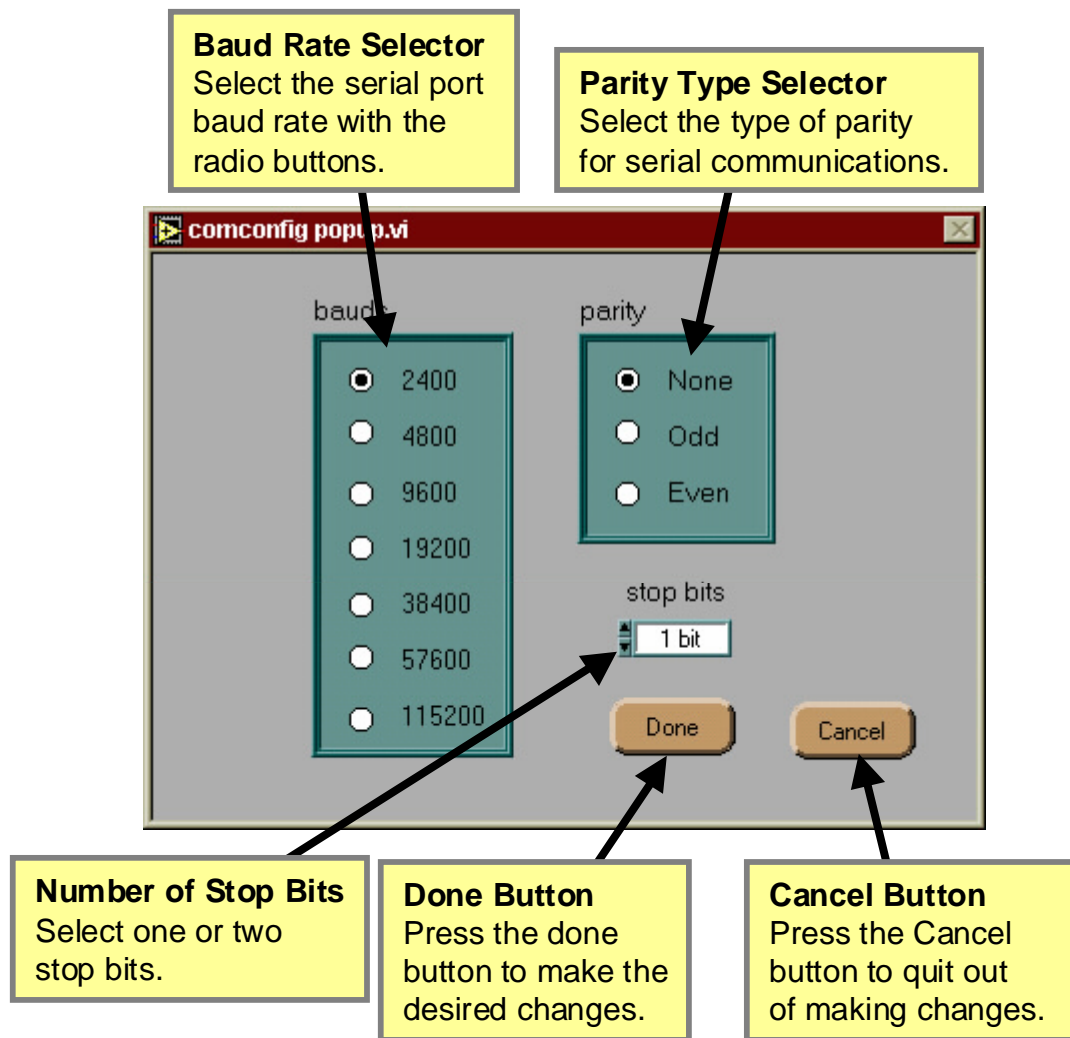 Baud Rate Selector
Select the serial port
baud rate with the
radio buttons.
Parity Type Selector
Select the type of parity
for serial communications.
comconfig popup.vi
bauds
2400
4800
9600
19200
38400
57600
115200
parity
None
Odd
Even
stop bits
1 bit
Done
Cancel
Number of Stop Bits
Select one or two
stop bits.
Done Button
Press the done
button to make the
desired changes.
Cancel Button
Press the Cancel
button to quit out
of making changes.